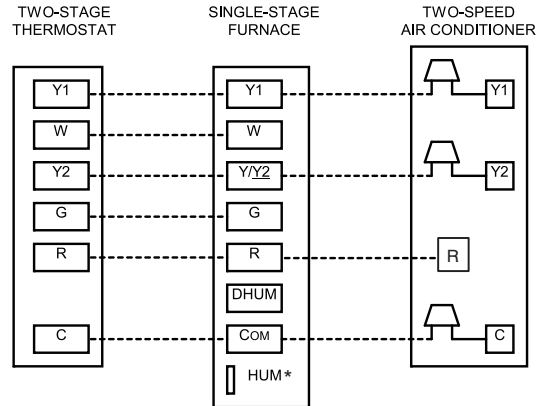 TWO-STAGE THERMOSTAT
SINGLE-STAGE FURNACE
TWO-SPEED AIR CONDITIONER
Y1 Y1 Y1
W W
Y2 Y/Y2 Y2
G G
R R R
DHUM
C COM C
HUM*